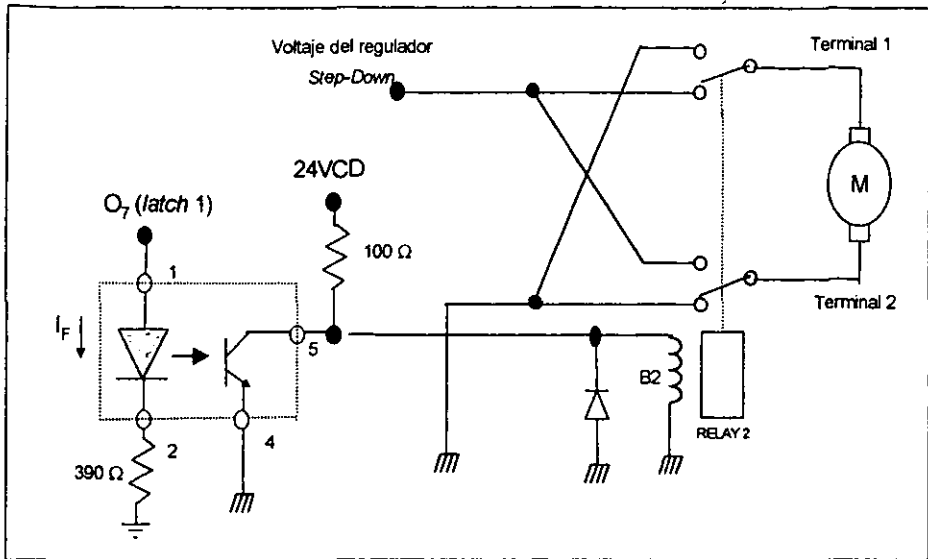 Voltaje del regulador
Step-Down
Terminal 1
24VCD
O7 (latch 1)
100 Ω
M
1
IF
5
Terminal 2
B2
2
4
RELAY 2
390 Ω